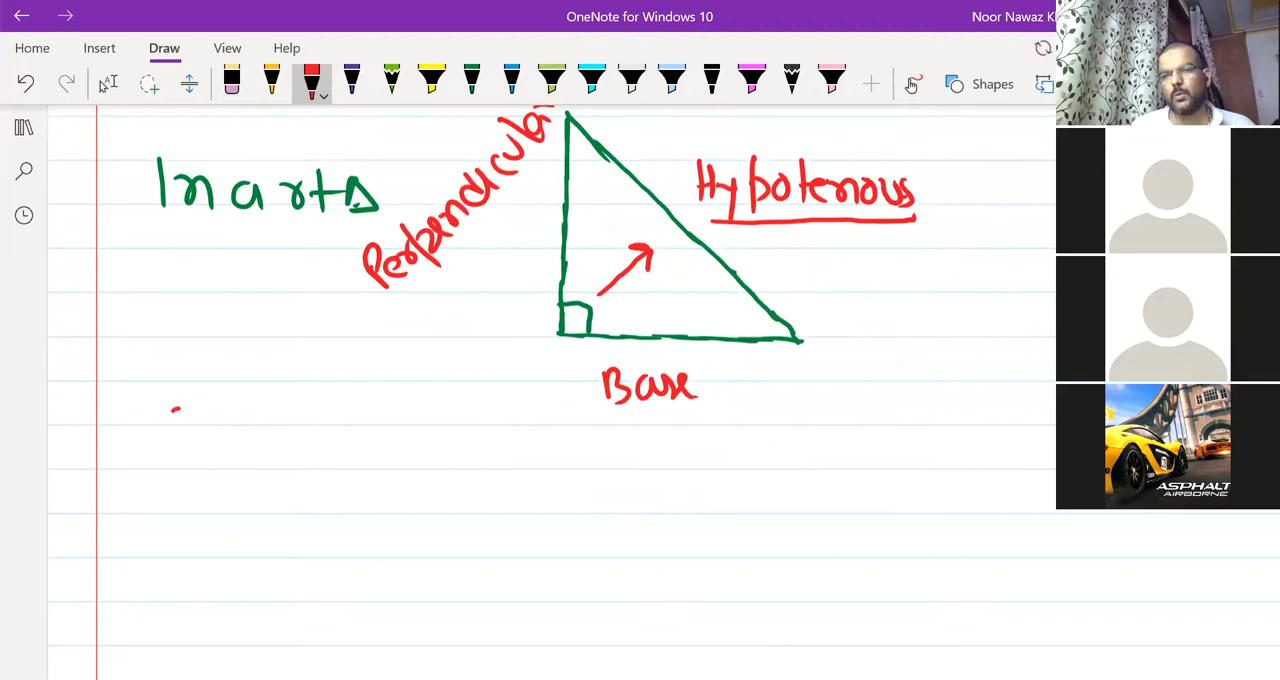 OneNote for Windows 10
Noor Nawaz K
Home Insert Draw View Help
Shapes
In a rt Δ
Perpendicular
Hypotenous
Base
ASPHALT
AIRBORNE